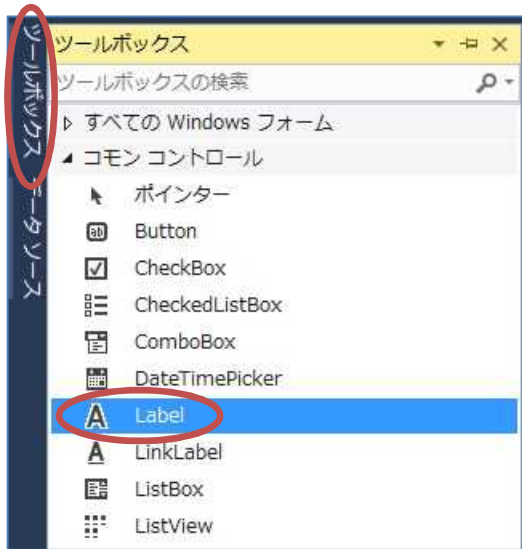 ツールボックス
データ ソース
ツールボックス
ツールボックスの検索
すべての Windows フォーム
コモン コントロール
ポインター
Button
CheckBox
CheckedListBox
ComboBox
DateTimePicker
A Label
A LinkLabel
ListBox
ListView